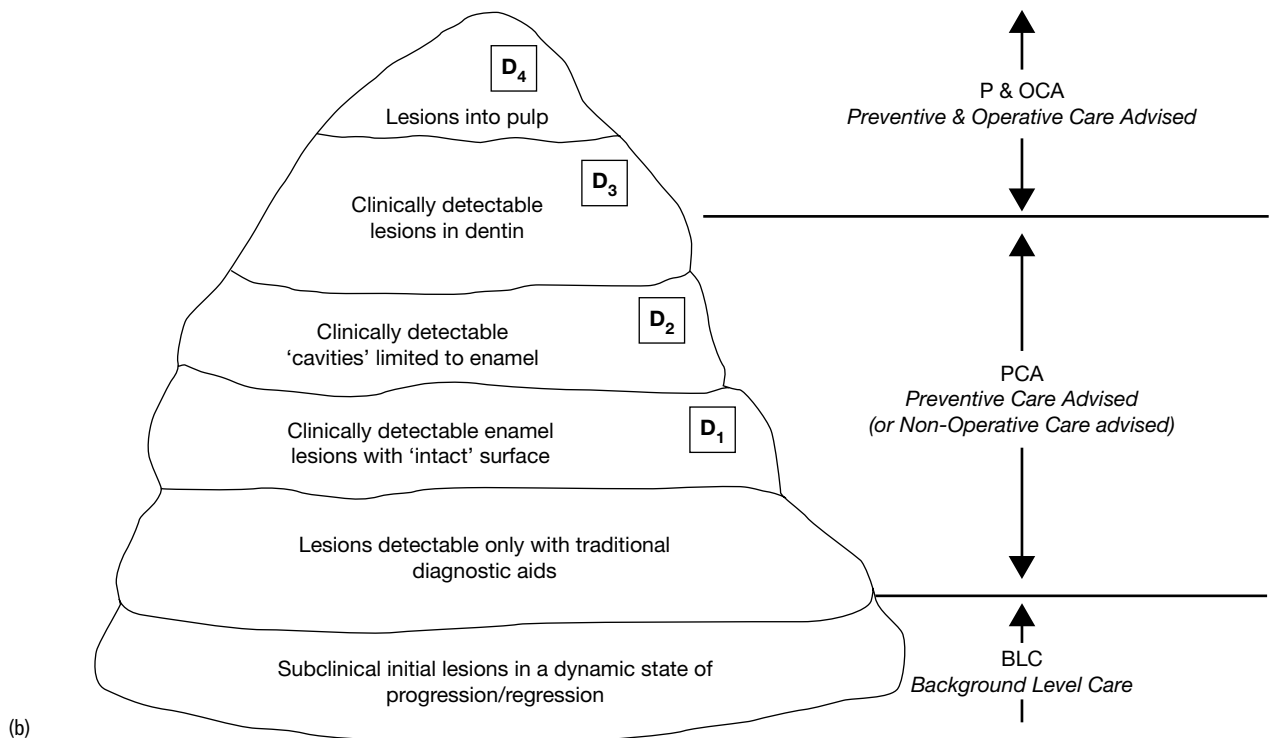 D4
Lesions into pulp
D3
Clinically detectable
lesions in dentin
D2
Clinically detectable
‘cavities’ limited to enamel
D1
Clinically detectable enamel
lesions with ‘intact’ surface
Lesions detectable only with traditional
diagnostic aids
Subclinical initial lesions in a dynamic state of
progression/regression
P & OCA
Preventive & Operative Care Advised
PCA
Preventive Care Advised
(or Non-Operative Care advised)
BLC
Background Level Care
(b)